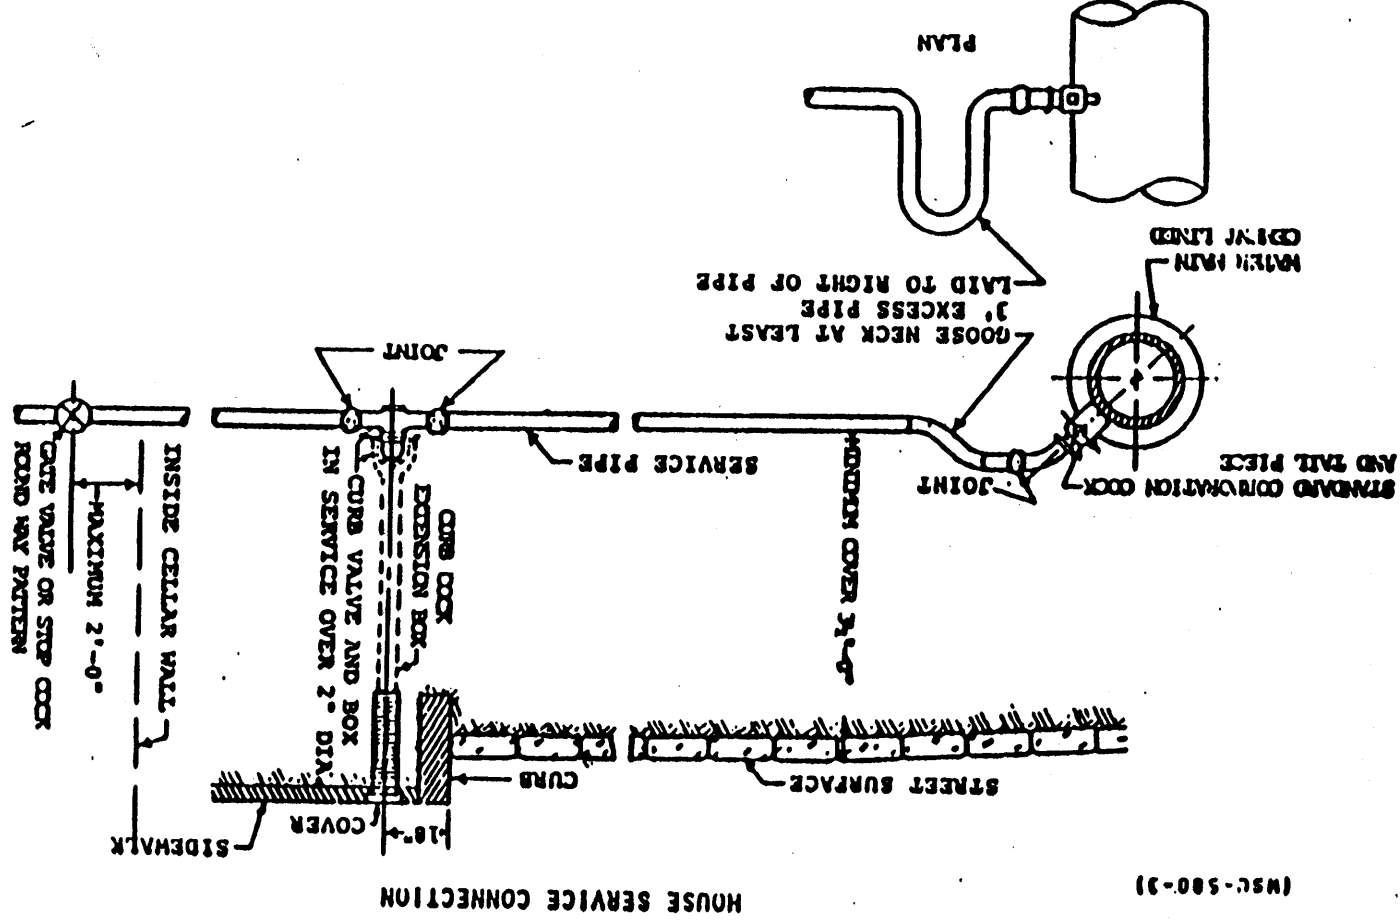 (WSC-580-3)
HOUSE SERVICE CONNECTION
18"
COVER
SIDEWALK
CURB
STREET SURFACE
MINIMUM COVER
CURB COCK
EXTENSION BOX
CURB VALVE AND BOX
IN SERVICE OVER 2" DIA.
INSIDE CELLAR WALL
MAXIMUM 2'-0"
GATE VALVE OR STOP COCK
ROUND WAY PATTERN
STANDARD CORPORATION COCK
AND TAIL PIECE
JOINT
SERVICE PIPE
JOINT
GOOSE NECK AT LEAST
3' EXCESS PIPE
LAID TO RIGHT OF PIPE
WATER MAIN
CEMENT LINED
PLAN